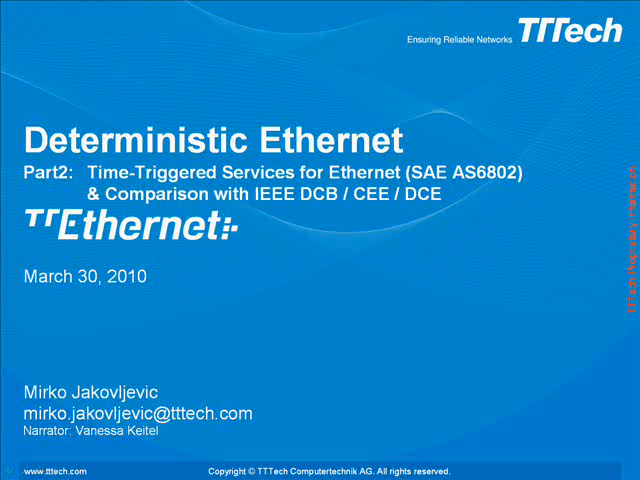 Ensuring Reliable Networks TTTech
Deterministic Ethernet
Part2: Time-Triggered Services for Ethernet (SAE AS6802)
& Comparison with IEEE DCB / CEE / DCE
TTEthernet
March 30, 2010
Mirko Jakovljevic
mirko.jakovljevic@tttech.com
Narrator: Vanessa Keitel
www.tttech.com
Copyright © TTTech Computertechnik AG. All rights reserved.